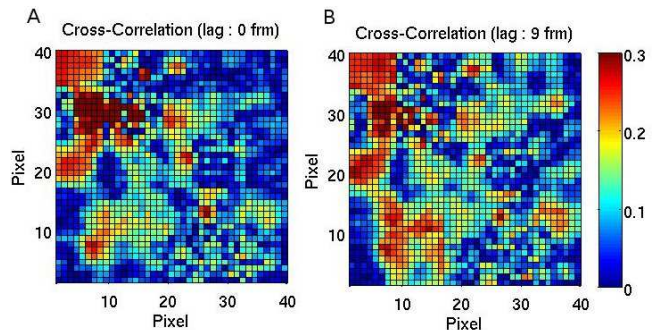 A
Cross-Correlation (lag : 0 frm)
40
30
20
10
Pixel
10 20 30 40
Pixel
B
Cross-Correlation (lag : 9 frm)
40
30
20
10
Pixel
10 20 30 40
Pixel
0.3
0.2
0.1
0